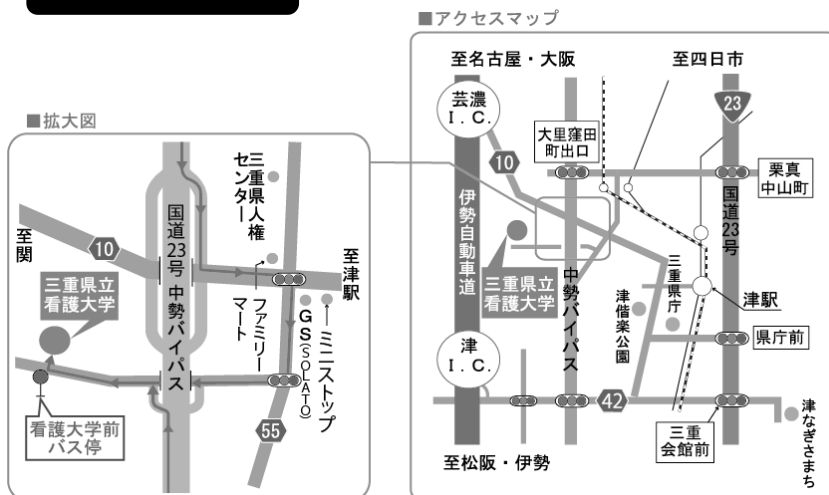 ■アクセスマップ
至名古屋・大阪
至四日市
芸濃
I.C.
23
大里窪田
町出口
10
栗真
中山町
伊勢自動車道
国道23号
三重県立
看護大学
中勢バイパス
三重県庁
津偕楽公園
津駅
県庁前
津
I.C.
42
三重
会館前
津なぎさまち
至松阪・伊勢
■拡大図
三重県人権
センター
国道23号 中勢バイパス
至関
10
至津駅
三重県立
看護大学
ファミリー
マート
GS(SOLATO)
ミニストップ
看護大学前
バス停
55